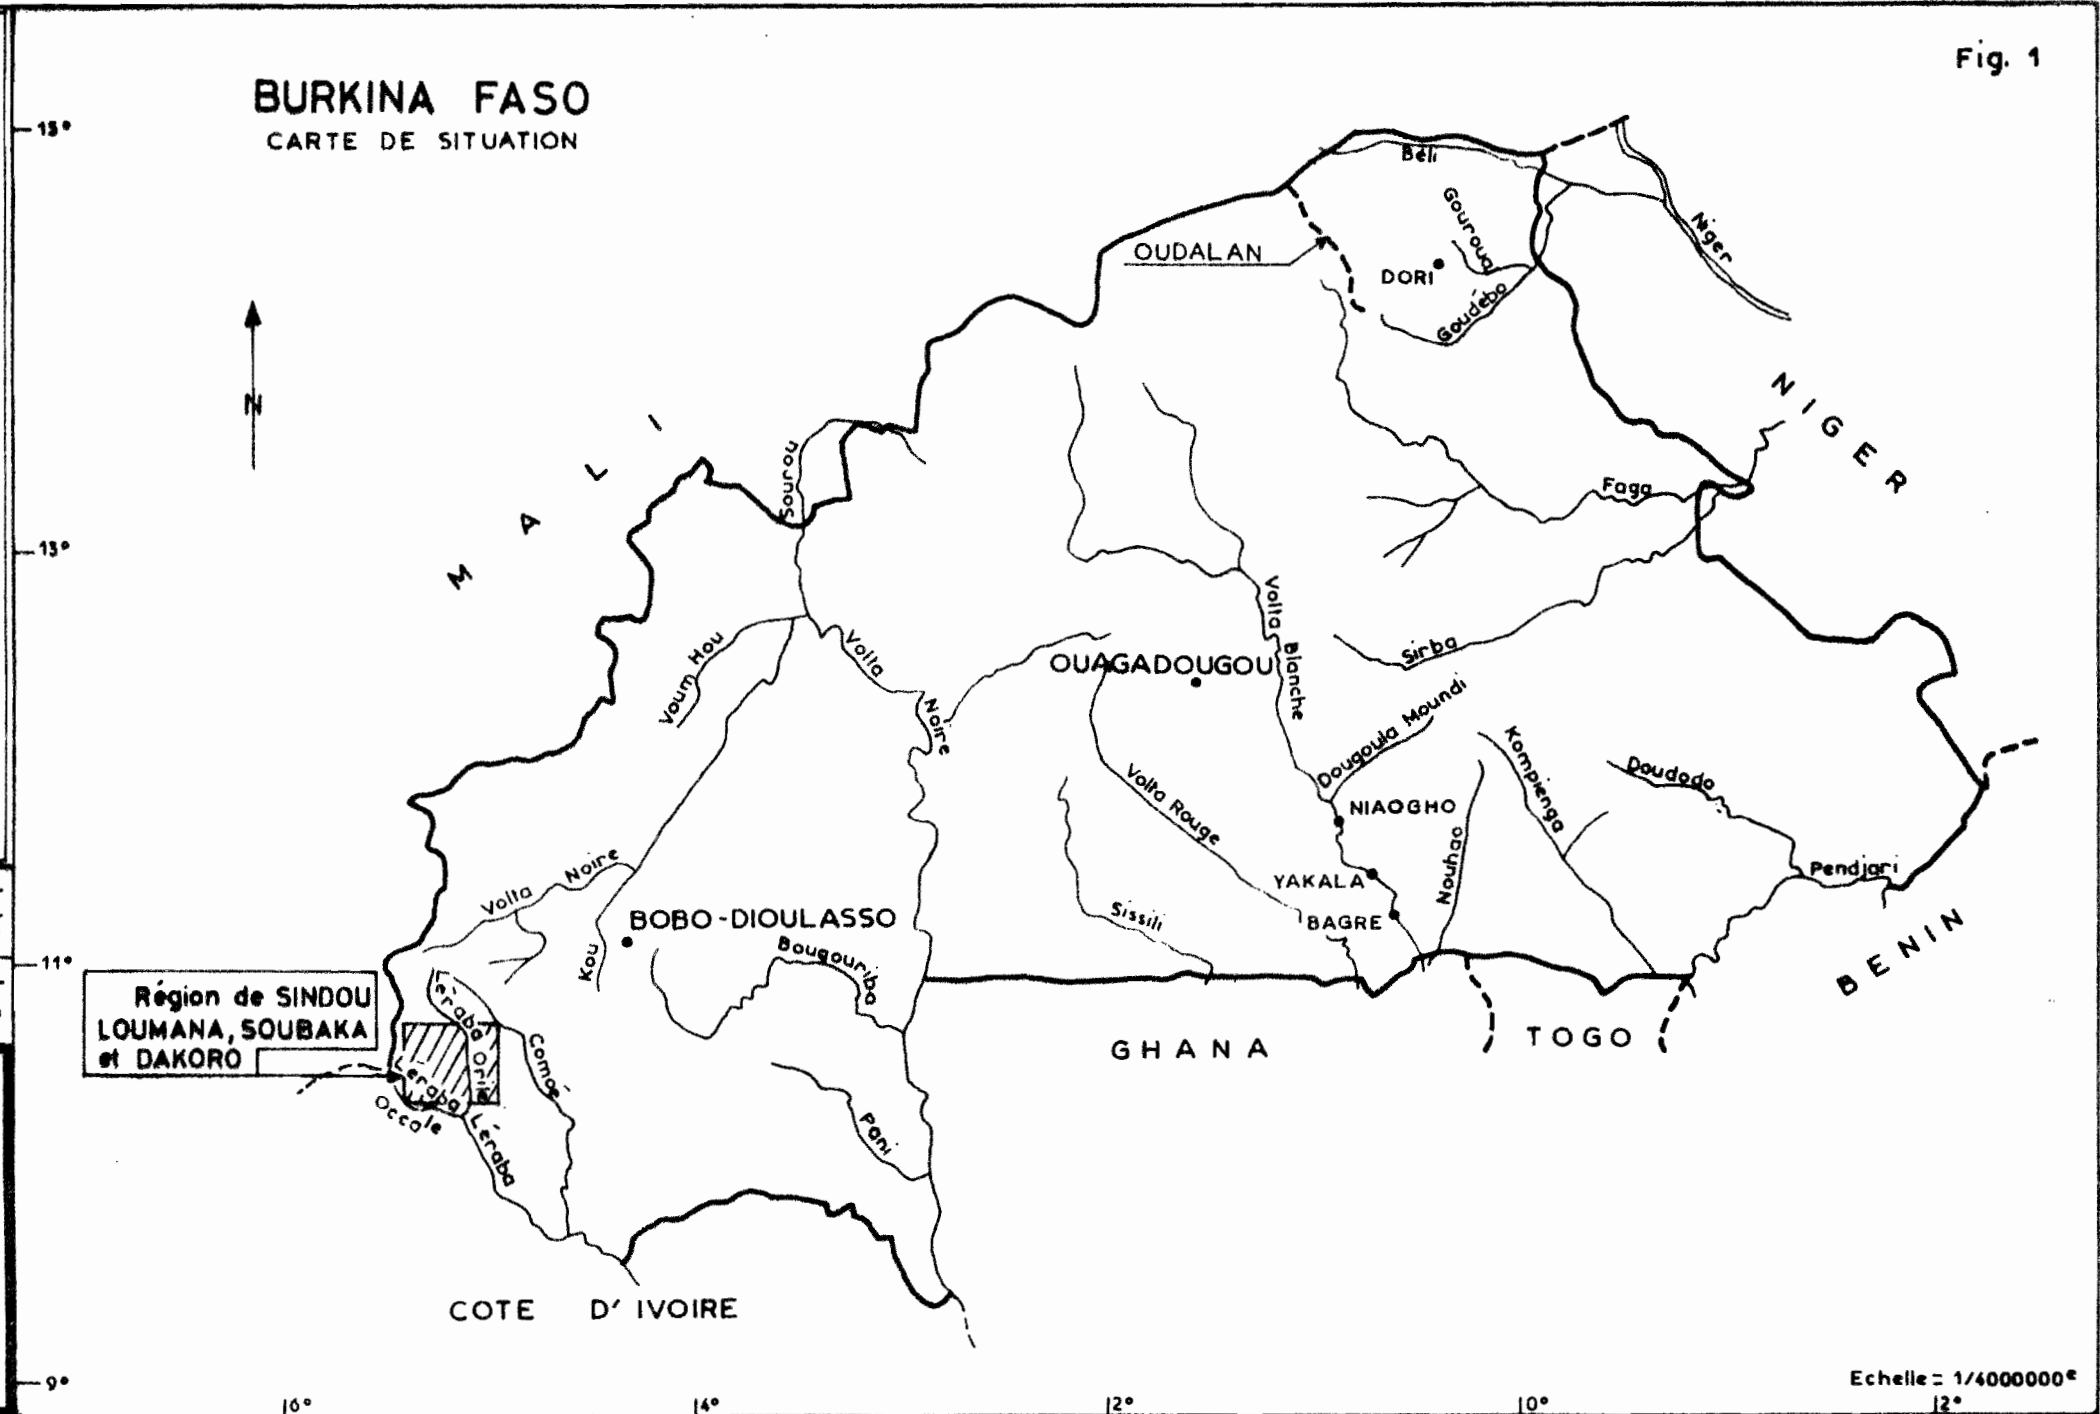 Fig. 1
BURKINA FASO
CARTE DE SITUATION
15°
Béli
Gouroual
Niger
OUDALAN
DORI
Goudébo
N
NIGER
MALI
Sourou
Faga
13°
Volta Blanche
Voum Hou
Volta Noire
OUAGADOUGOU
Sirba
Dougoula Moundi
Kompienga
Doudodo
Volta Rouge
NIAOGHO
Nouhao
Volta Noire
Pendjari
YAKALA
BOBO-DIOULASSO
Sissili
BAGRE
Kou
Bougouriba
BENIN
11°
Région de SINDOU
LOUMANA, SOUBAKA
et DAKORO
Léraba Orile
Comoé
GHANA
TOGO
Léraba
Occale
Léraba
Pani
COTE D'IVOIRE
Echelle = 1/4000000e
9°
16°
14°
12°
10°
12°